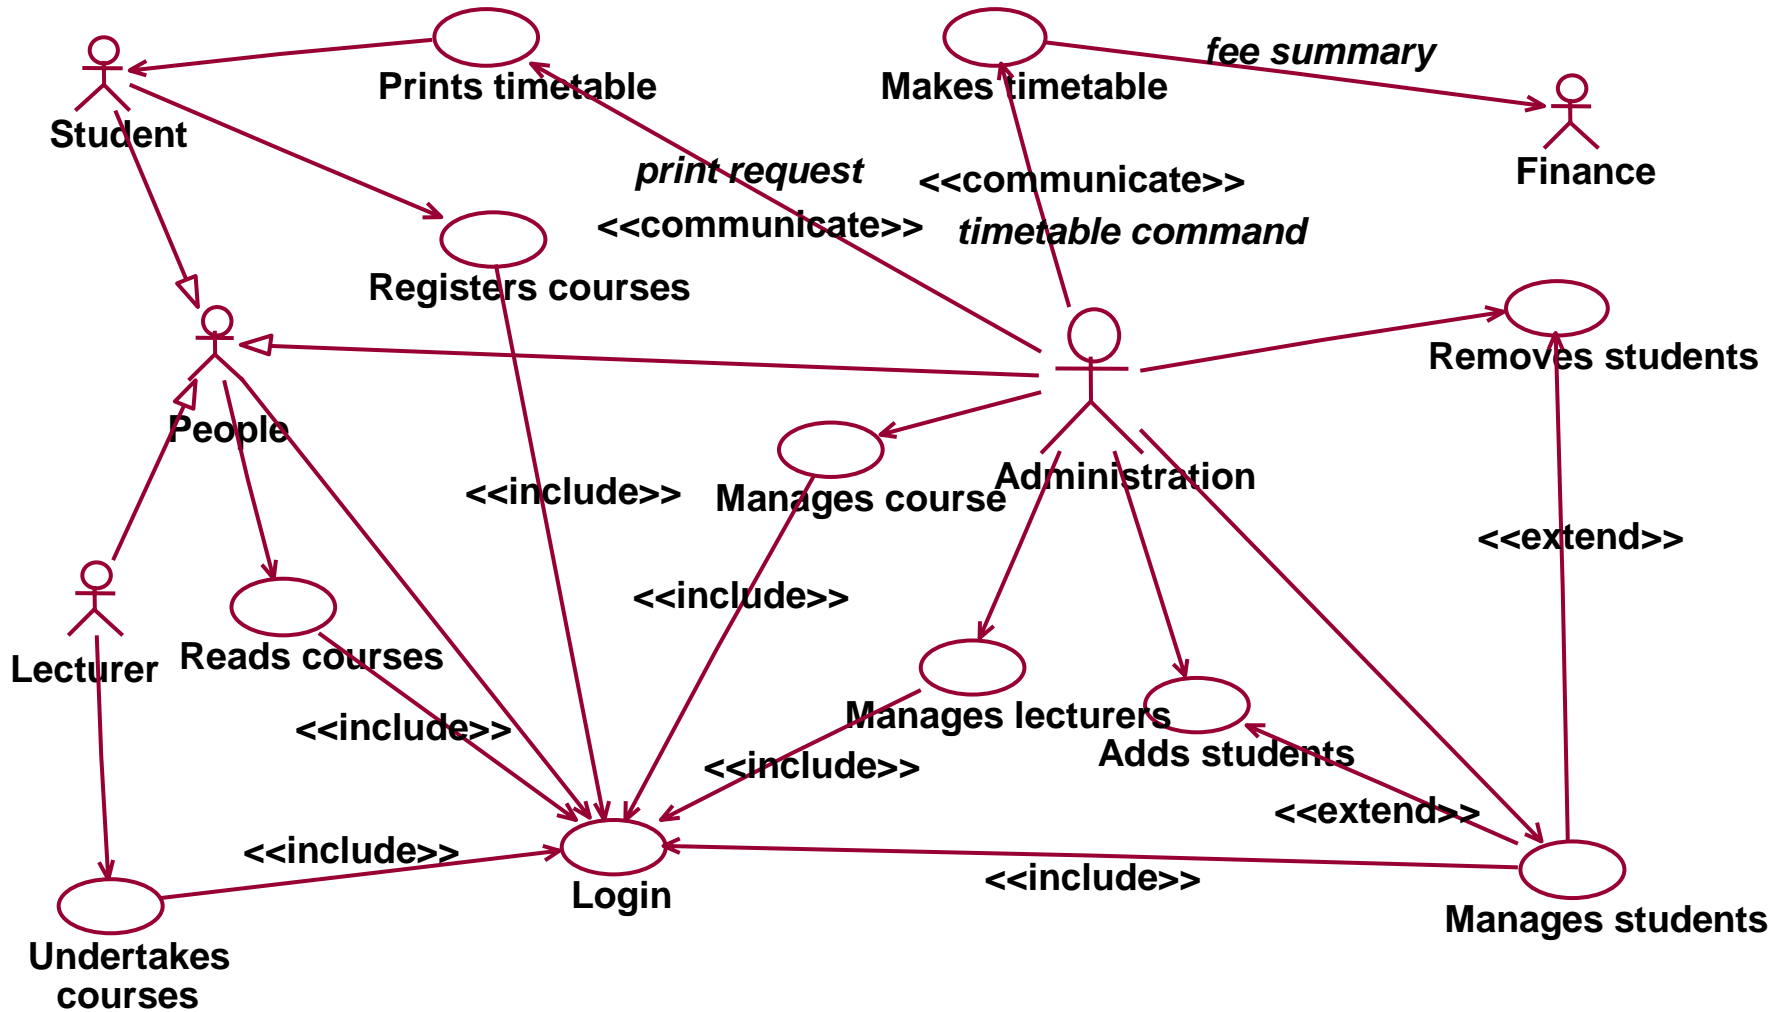 fee summary
Prints timetable
Makes timetable
Student
print request
<<communicate>>
Finance
<<communicate>>
timetable command
Registers courses
Removes students
People
<<include>>
Manages course
Administration
<<extend>>
<<include>>
Lecturer
Reads courses
Manages lecturers
<<include>>
Adds students
<<include>>
<<extend>>
<<include>>
<<include>>
Login
Manages students
Undertakes
courses